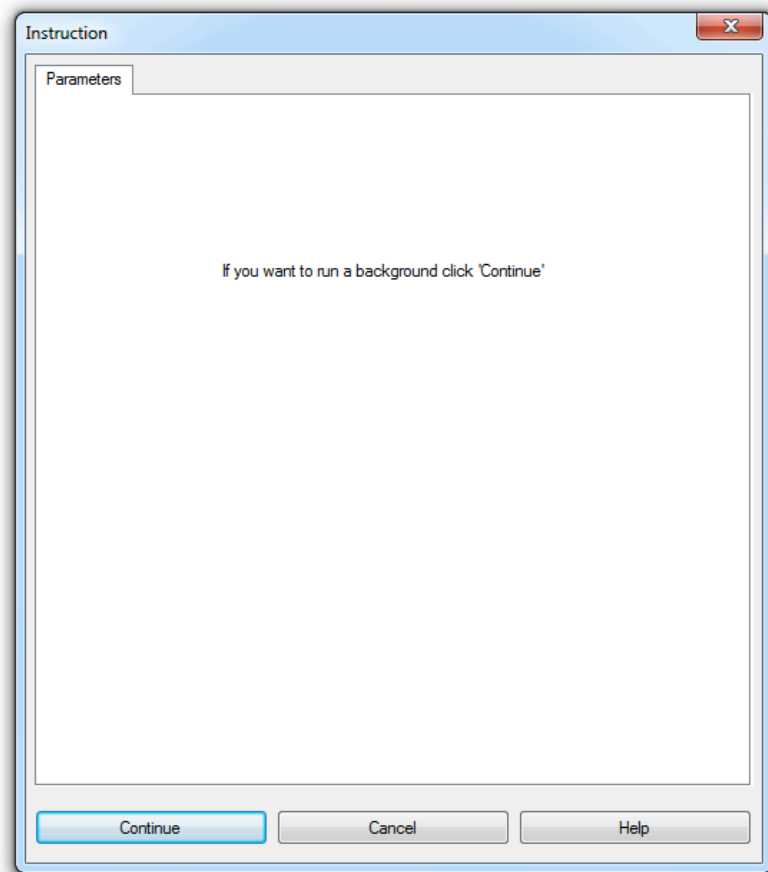 Instruction
Parameters
If you want to run a background click 'Continue'
Continue
Cancel
Help